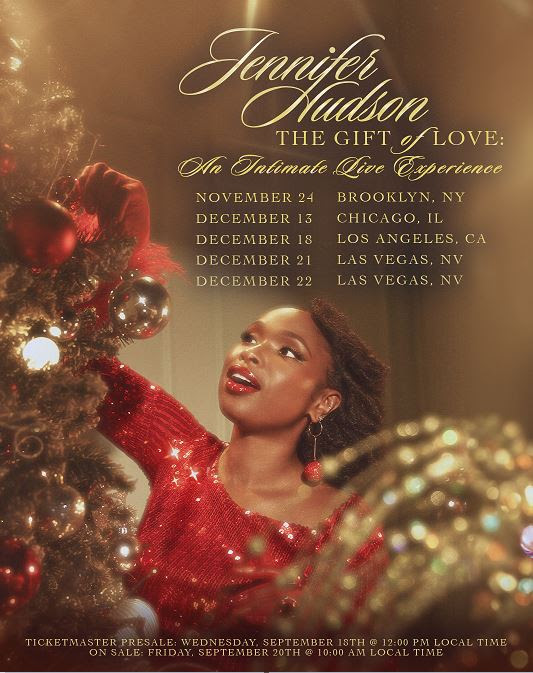 Jennifer
Hudson
THE GIFT of LOVE:
An Intimate Live Experience
NOVEMBER 24 BROOKLYN, NY
DECEMBER 13 CHICAGO, IL
DECEMBER 18 LOS ANGELES, CA
DECEMBER 21 LAS VEGAS, NV
DECEMBER 22 LAS VEGAS, NV
TICKETMASTER PRESALE: WEDNESDAY, SEPTEMBER 18TH @ 12:00 PM LOCAL TIME
ON SALE: FRIDAY, SEPTEMBER 20TH @ 10:00 AM LOCAL TIME